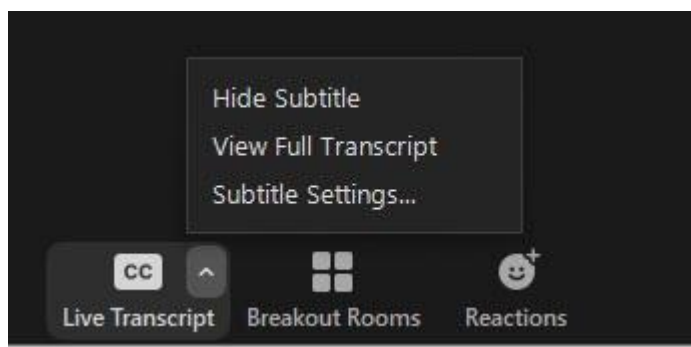 Hide Subtitle
View Full Transcript
Subtitle Settings...
CC
Live Transcript Breakout Rooms Reactions